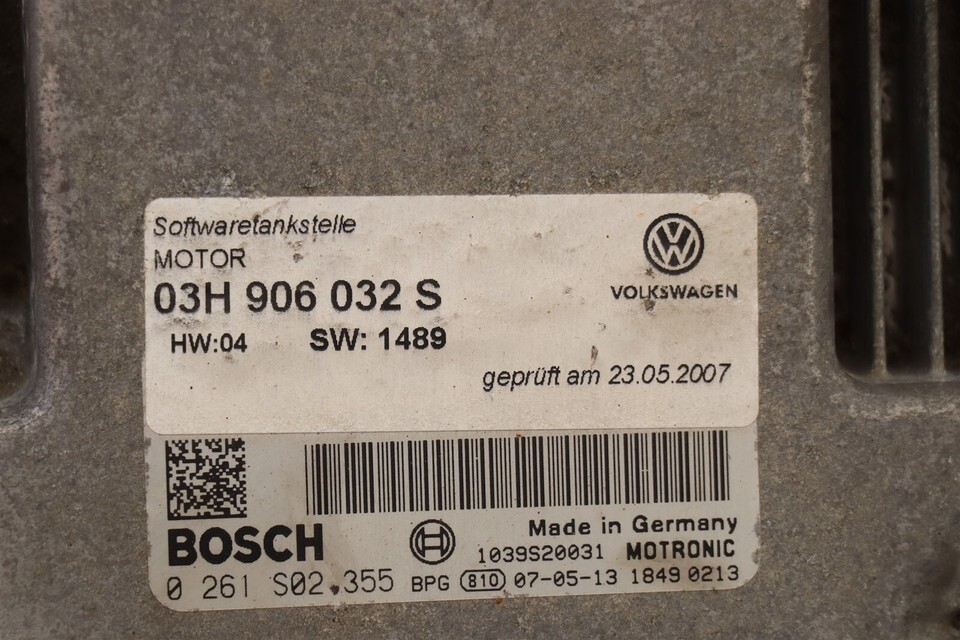 Softwaretankstelle
MOTOR
03H 906 032 S
HW:04 SW: 1489
VOLKSWAGEN
geprüft am 23.05.2007
Made in Germany
BOSCH
1039S20031 MOTRONIC
0 261 S02 355 BPG 810 07-05-13 1849 0213